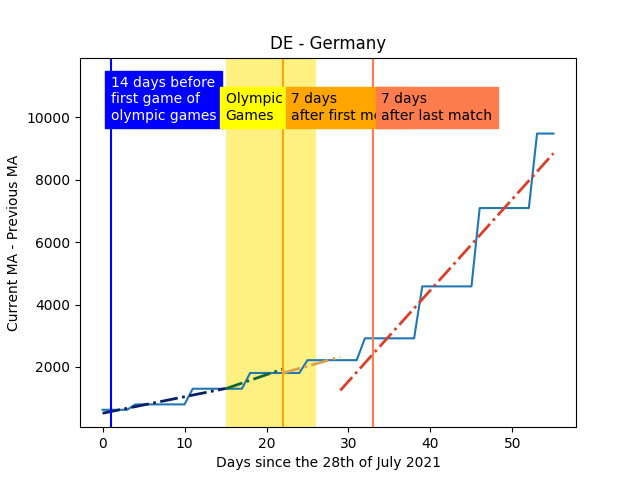 DE - Germany
14 days before
first game of
olympic games
Olympic
Games
7 days
after first
7 days
after last match
10000
8000
6000
4000
2000
Current MA - Previous MA
0 10 20 30 40 50
Days since the 28th of July 2021